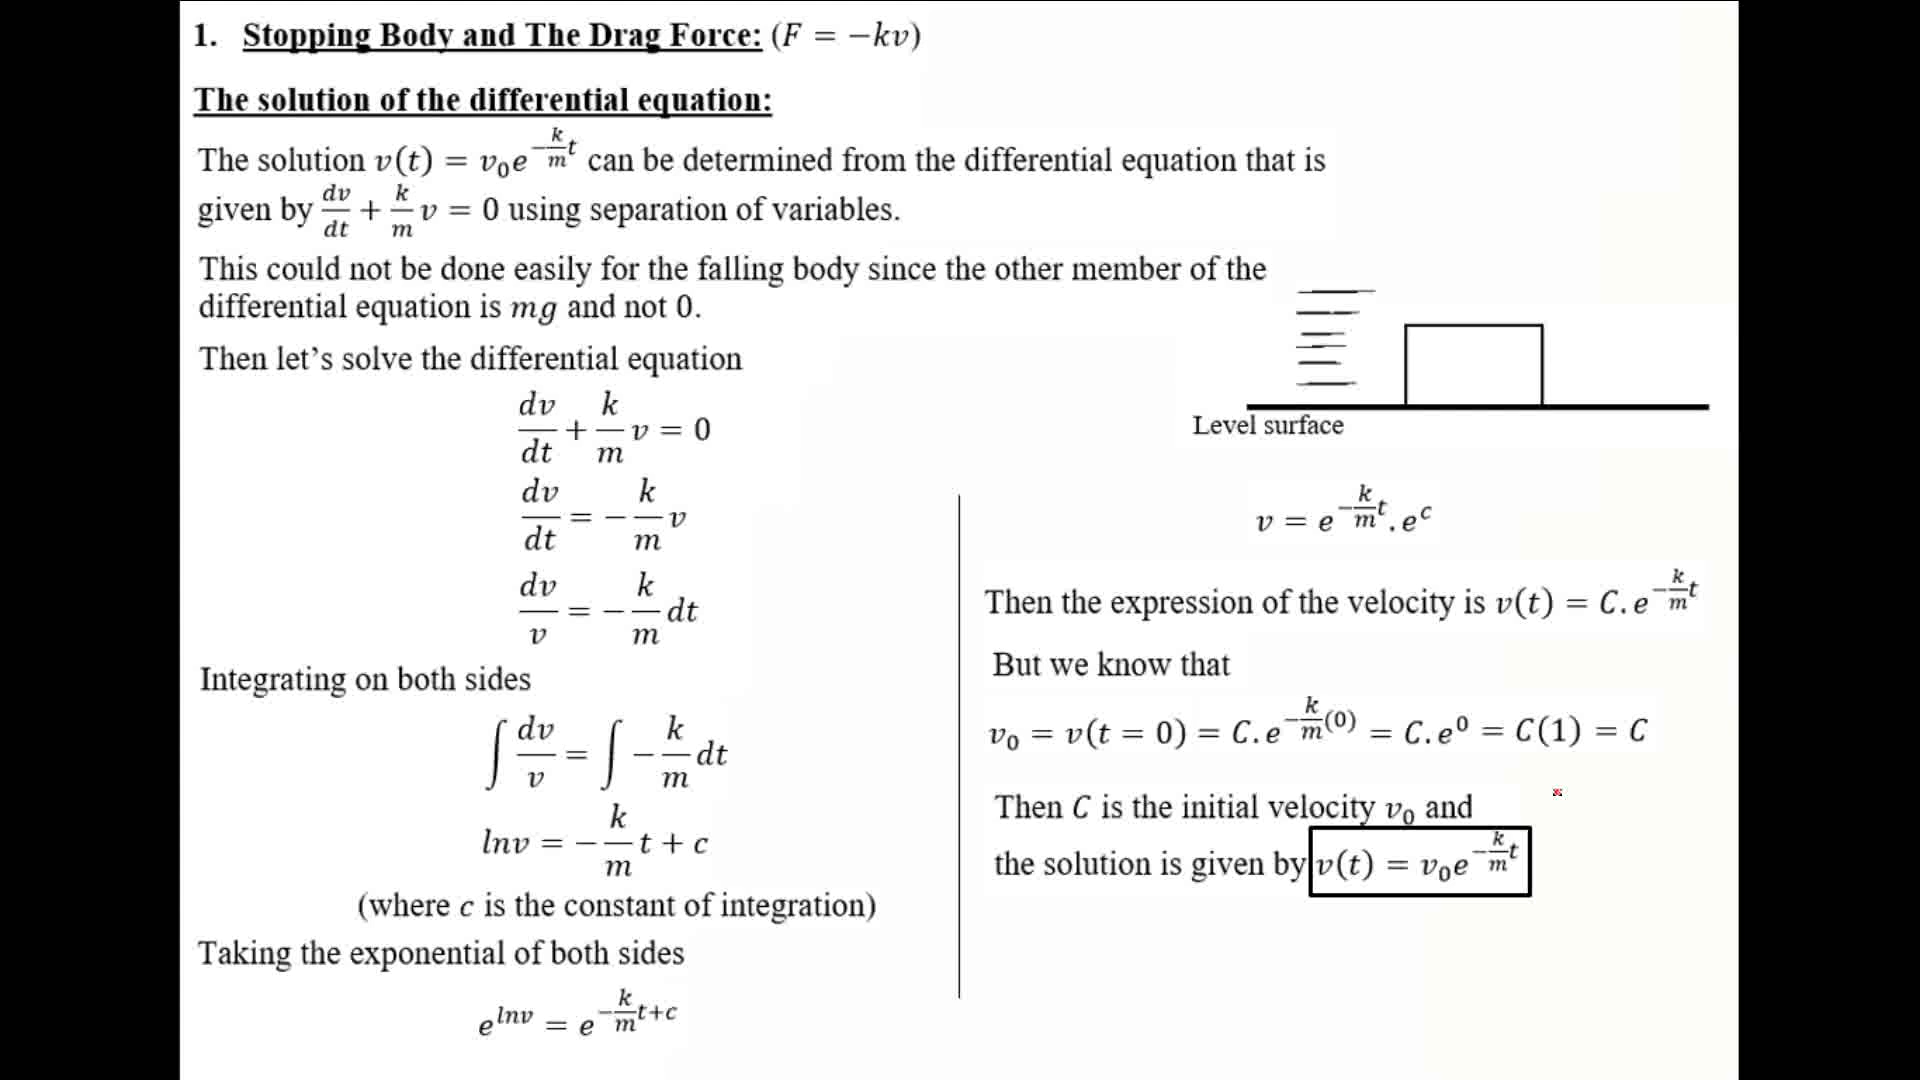 1. Stopping Body and The Drag Force: (F = −kv)
The solution of the differential equation:
The solution v(t) = v₀e^(−(k/m)t) can be determined from the differential equation that is
given by dv/dt + (k/m)v = 0 using separation of variables.
This could not be done easily for the falling body since the other member of the
differential equation is mg and not 0.
Then let’s solve the differential equation
dv/dt + (k/m)v = 0
dv/dt = −(k/m)v
dv/v = −(k/m)dt
Integrating on both sides
∫ dv/v = ∫ −(k/m)dt
lnv = −(k/m)t + c
(where c is the constant of integration)
Taking the exponential of both sides
e^(lnv) = e^(−(k/m)t+c)
Level surface
v = e^(−(k/m)t). e^c
Then the expression of the velocity is v(t) = C. e^(−(k/m)t)
But we know that
v₀ = v(t = 0) = C. e^(−(k/m)(0)) = C. e⁰ = C(1) = C
Then C is the initial velocity v₀ and
the solution is given by v(t) = v₀e^(−(k/m)t)